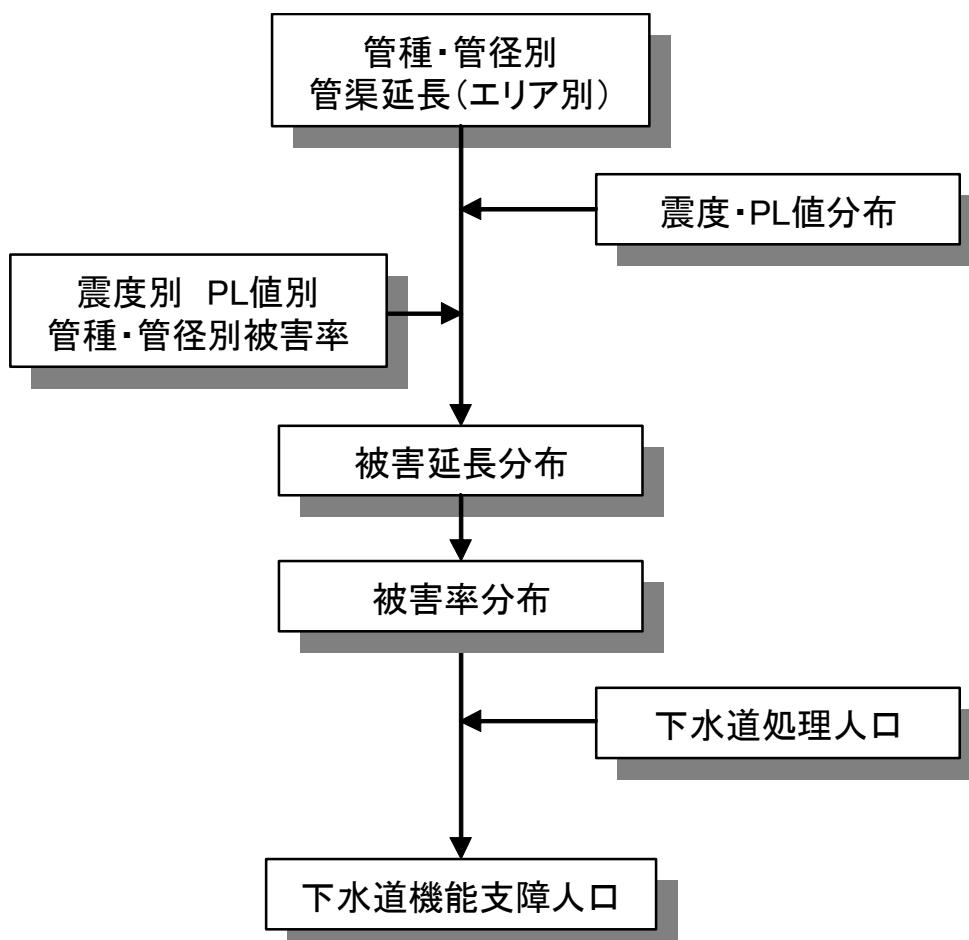 管種・管径別
管渠延長(エリア別)
震度・PL値分布
震度別　PL値別
管種・管径別被害率
被害延長分布
被害率分布
下水道処理人口
下水道機能支障人口